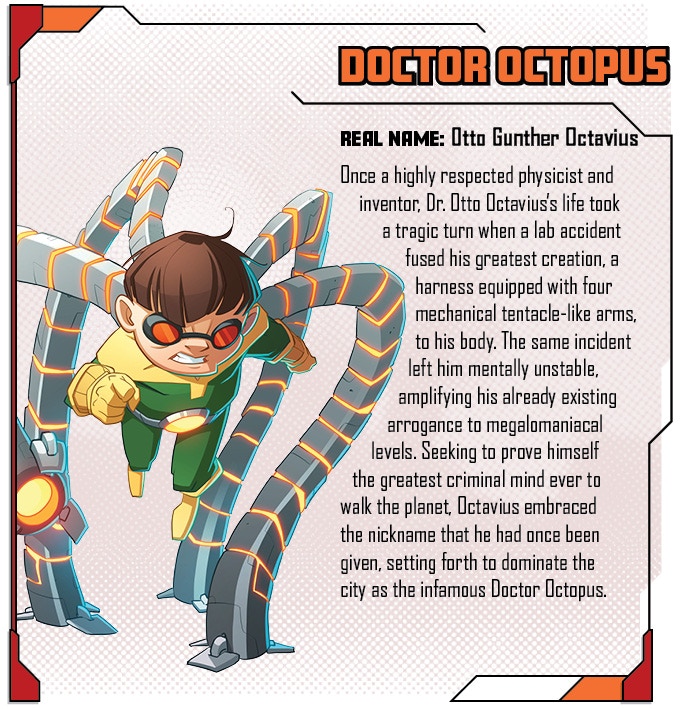 DOCTOR OCTOPUS
REAL NAME: Otto Gunther Octavius
Once a highly respected physicist and
inventor, Dr. Otto Octavius's life took
a tragic turn when a lab accident
fused his greatest creation, a
harness equipped with four
mechanical tentacle-like arms,
to his body. The same incident
left him mentally unstable,
amplifying his already existing
arrogance to megalomaniacal
levels. Seeking to prove himself
the greatest criminal mind ever to
walk the planet, Octavius embraced
the nickname that he had once been
given, setting forth to dominate the
city as the infamous Doctor Octopus.